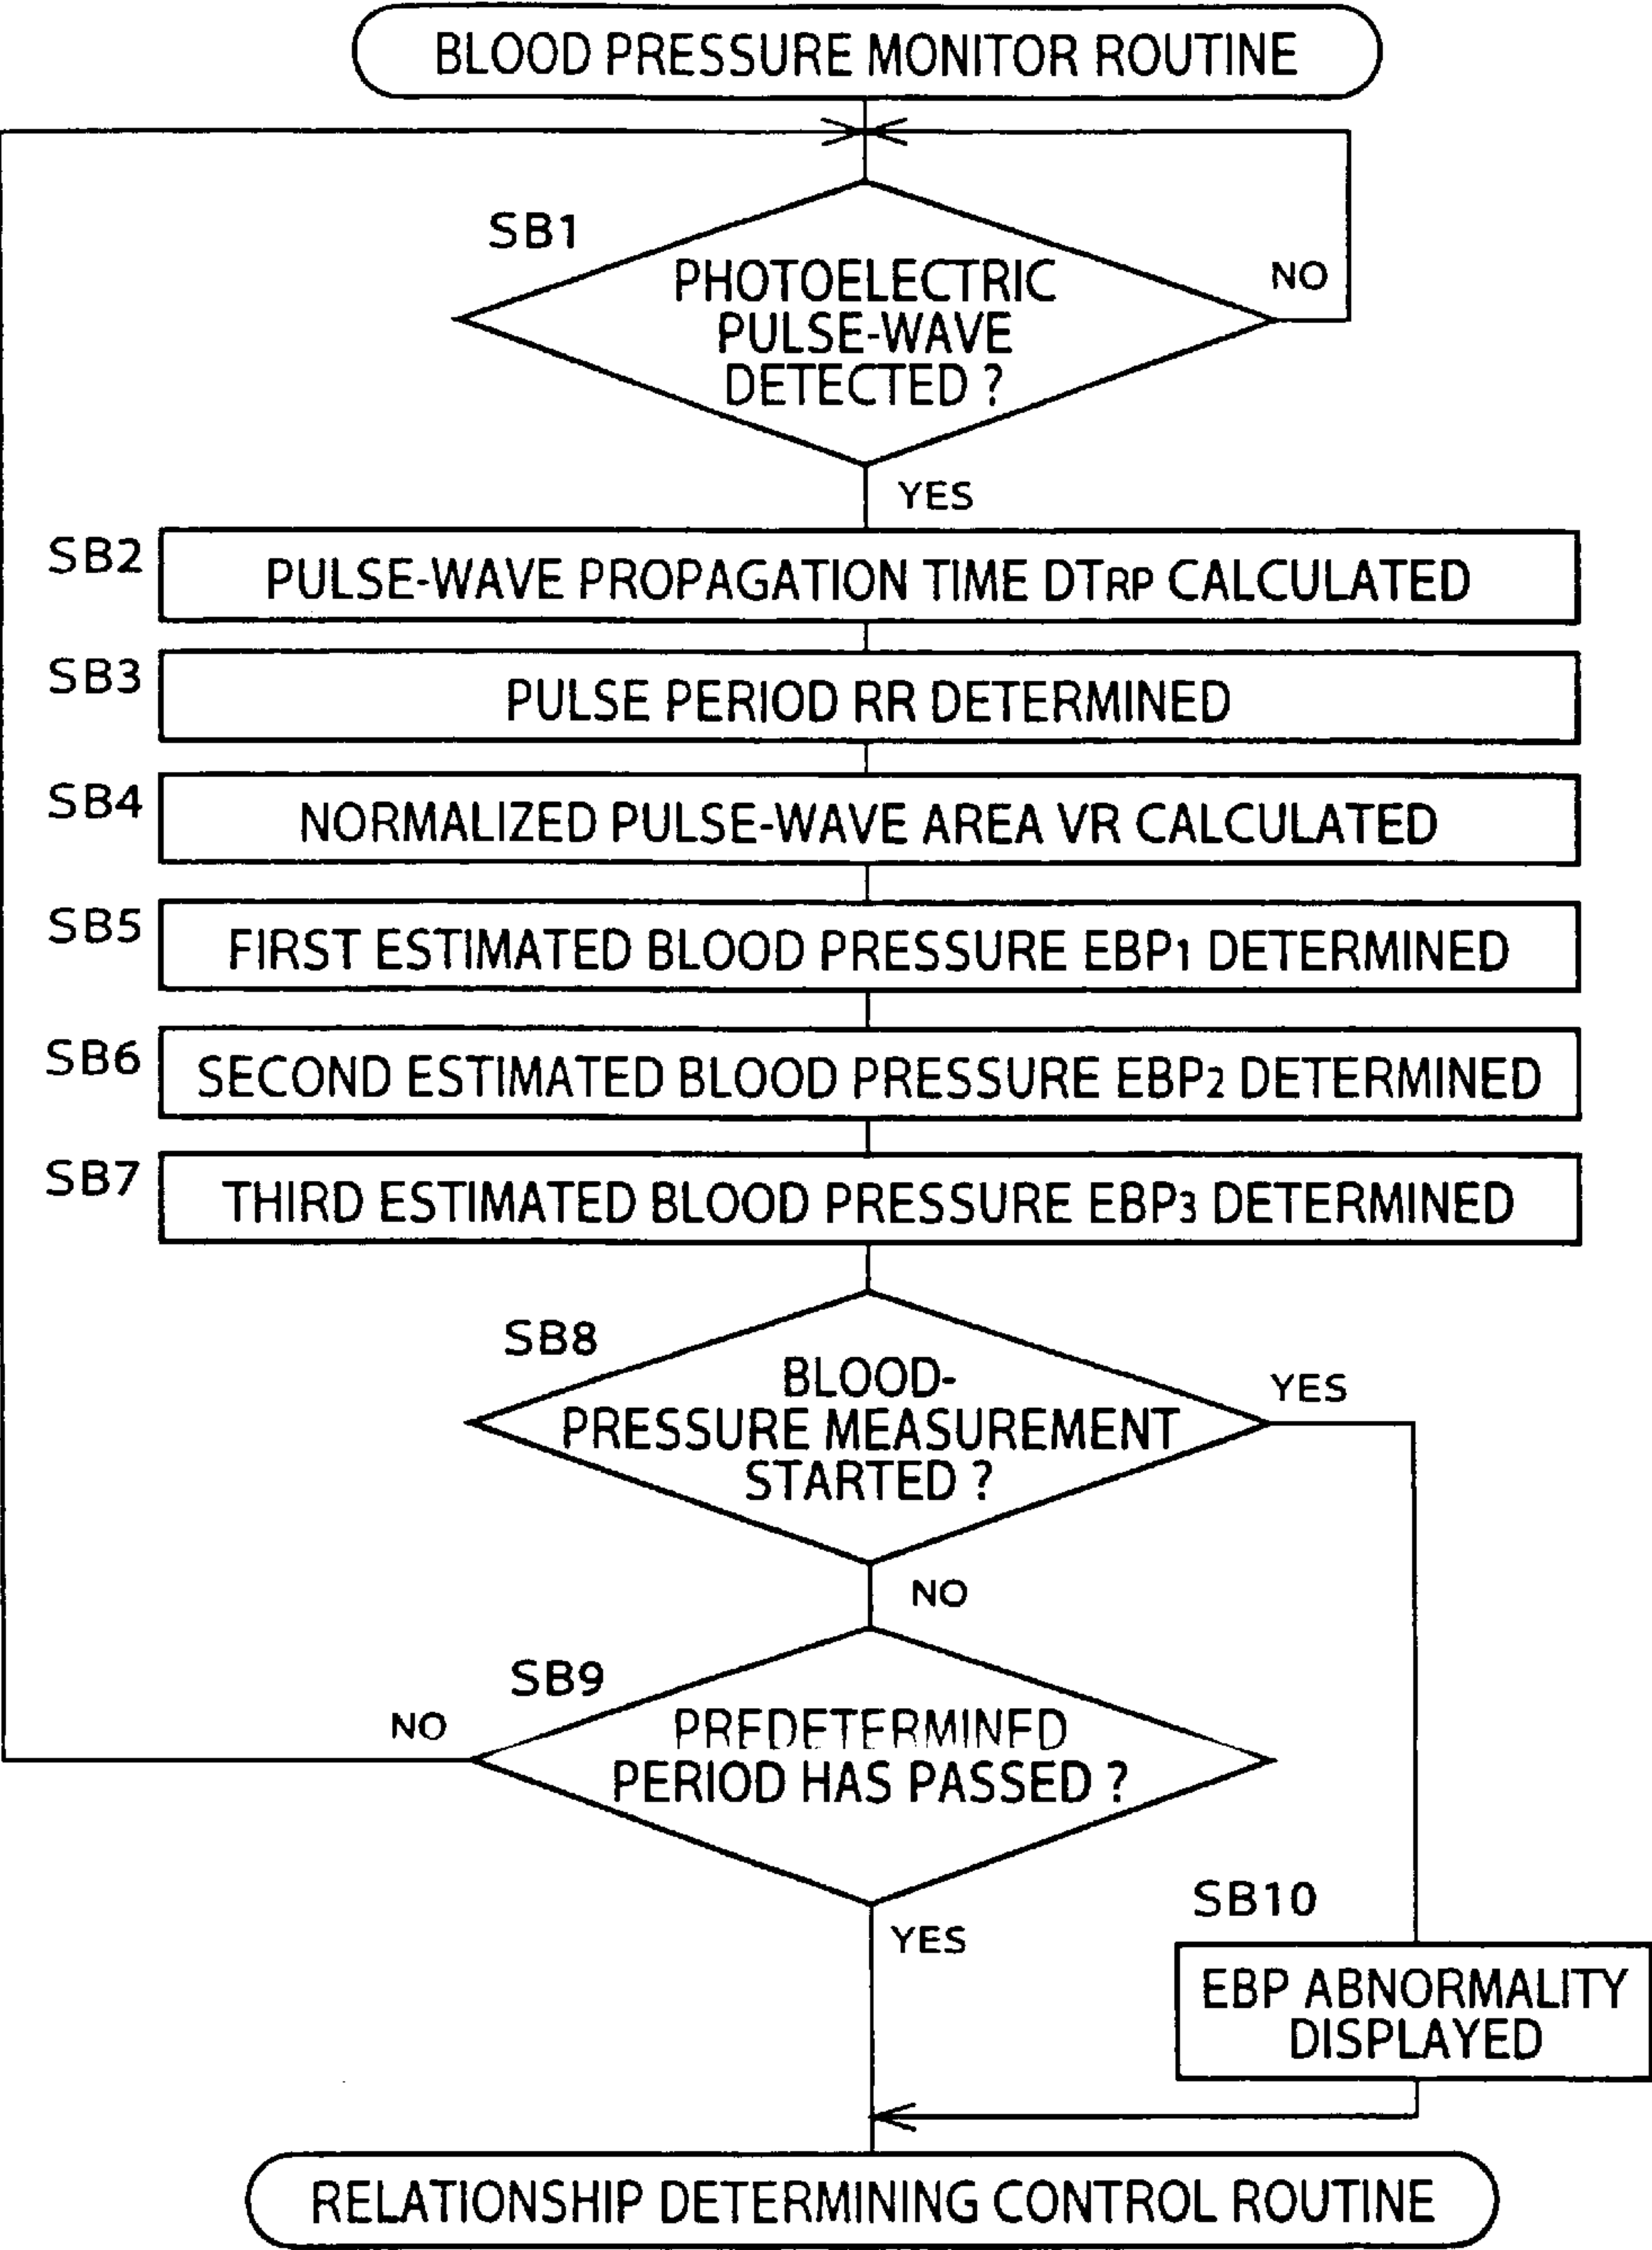 BLOOD PRESSURE MONITOR ROUTINE
SB1
PHOTOELECTRIC
PULSE-WAVE
DETECTED ?
NO
YES
SB2
PULSE-WAVE PROPAGATION TIME DTRP CALCULATED
SB3
PULSE PERIOD RR DETERMINED
SB4
NORMALIZED PULSE-WAVE AREA VR CALCULATED
SB5
FIRST ESTIMATED BLOOD PRESSURE EBP1 DETERMINED
SB6
SECOND ESTIMATED BLOOD PRESSURE EBP2 DETERMINED
SB7
THIRD ESTIMATED BLOOD PRESSURE EBP3 DETERMINED
SB8
BLOOD-
PRESSURE MEASUREMENT
STARTED ?
YES
NO
SB9
NO
PREDETERMINED
PERIOD HAS PASSED ?
YES
SB10
EBP ABNORMALITY
DISPLAYED
RELATIONSHIP DETERMINING CONTROL ROUTINE